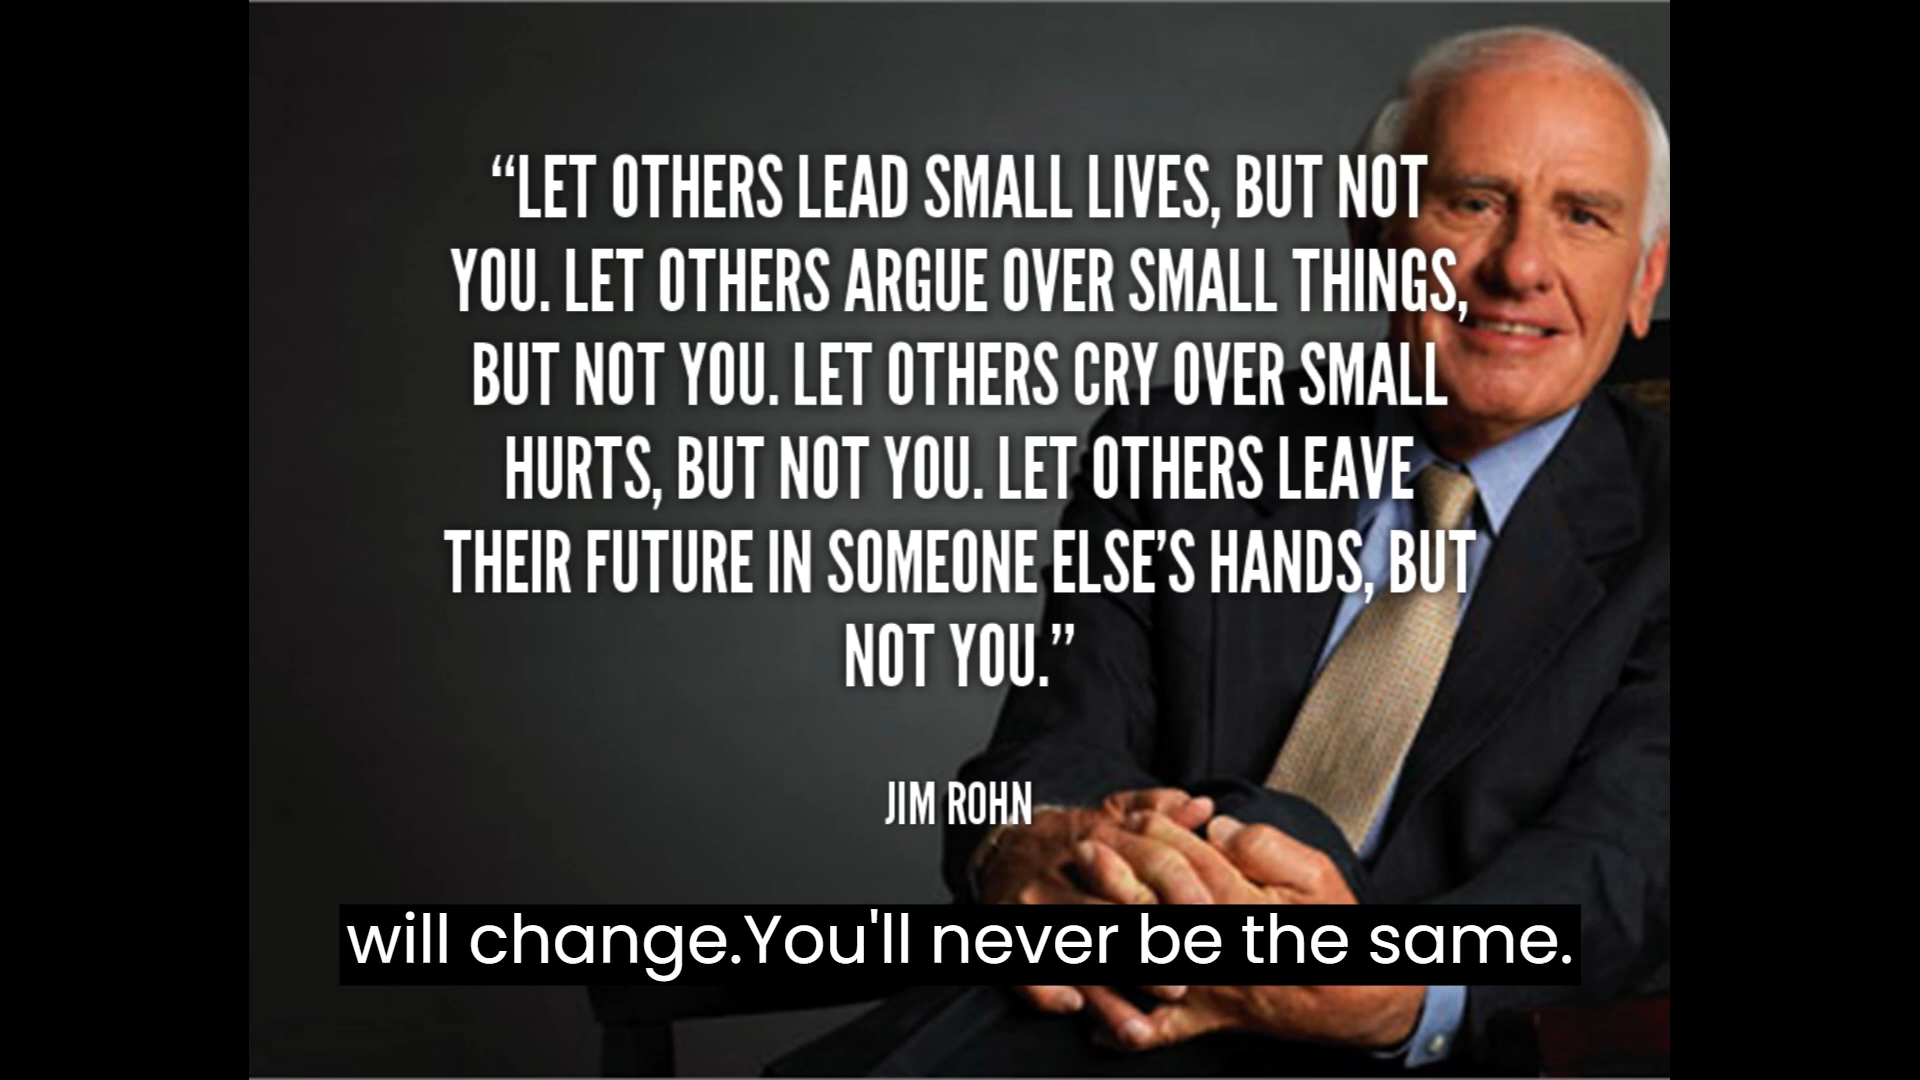 “LET OTHERS LEAD SMALL LIVES, BUT NOT
YOU. LET OTHERS ARGUE OVER SMALL THINGS,
BUT NOT YOU. LET OTHERS CRY OVER SMALL
HURTS, BUT NOT YOU. LET OTHERS LEAVE
THEIR FUTURE IN SOMEONE ELSE’S HANDS, BUT
NOT YOU.”
JIM ROHN
will change.You'll never be the same.